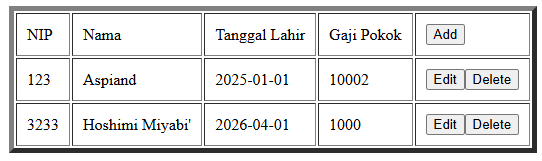 NIP Nama Tanggal Lahir Gaji Pokok Add
123 Aspiand 2025-01-01 10002 Edit Delete
3233 Hoshimi Miyabi' 2026-04-01 1000 Edit Delete